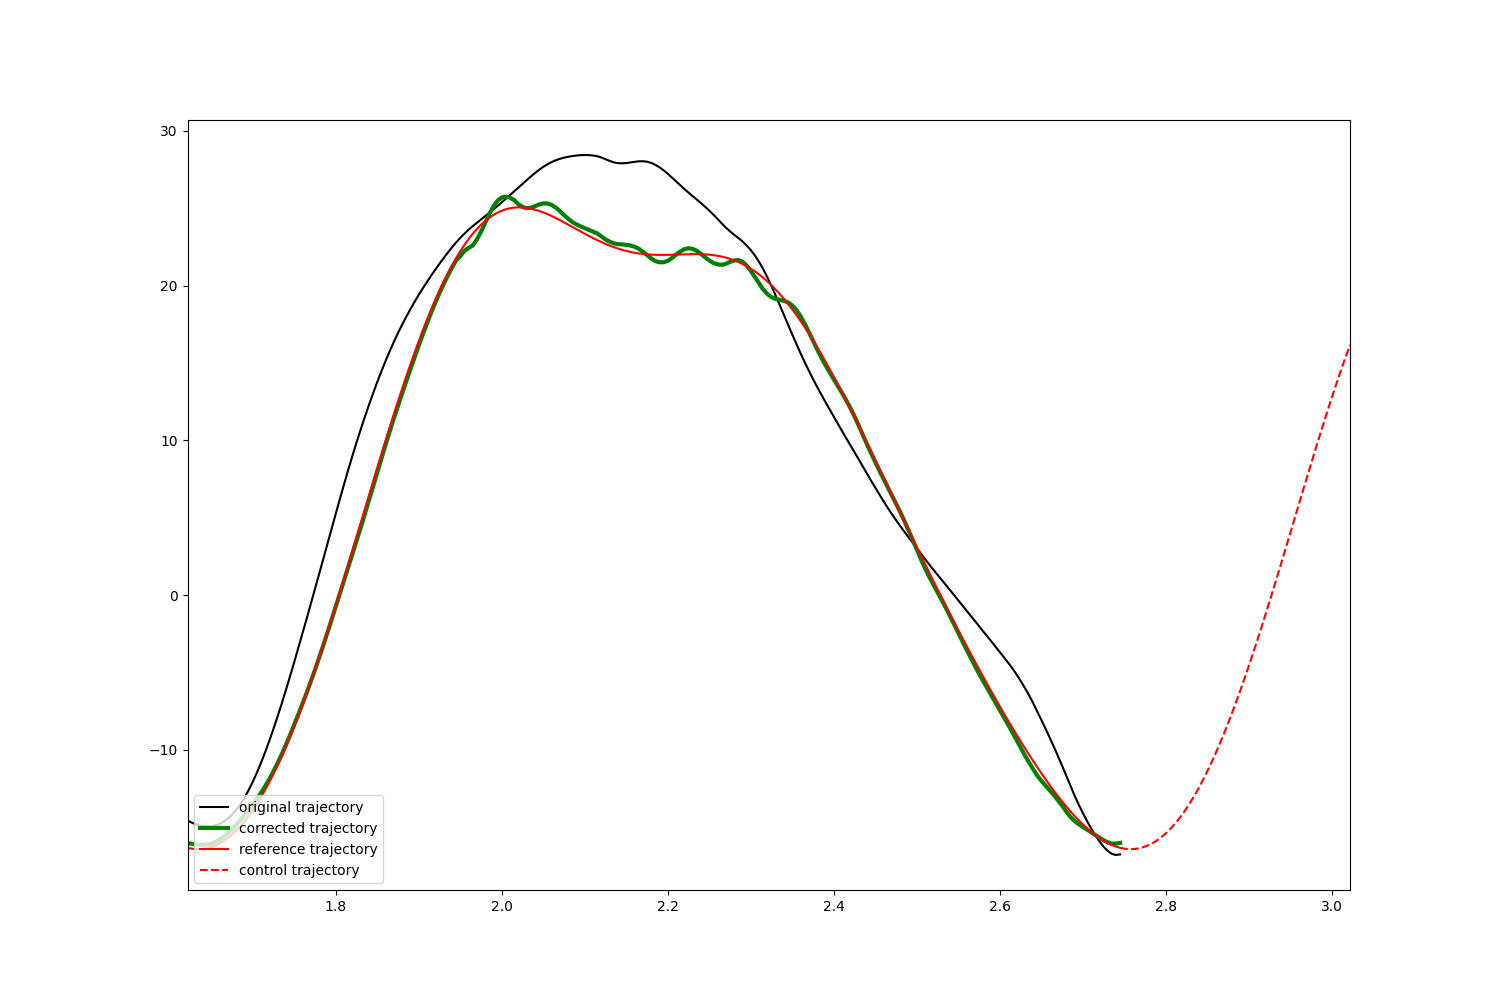 30
20
10
0
−10
original trajectory
corrected trajectory
reference trajectory
control trajectory
1.8 2.0 2.2 2.4 2.6 2.8 3.0